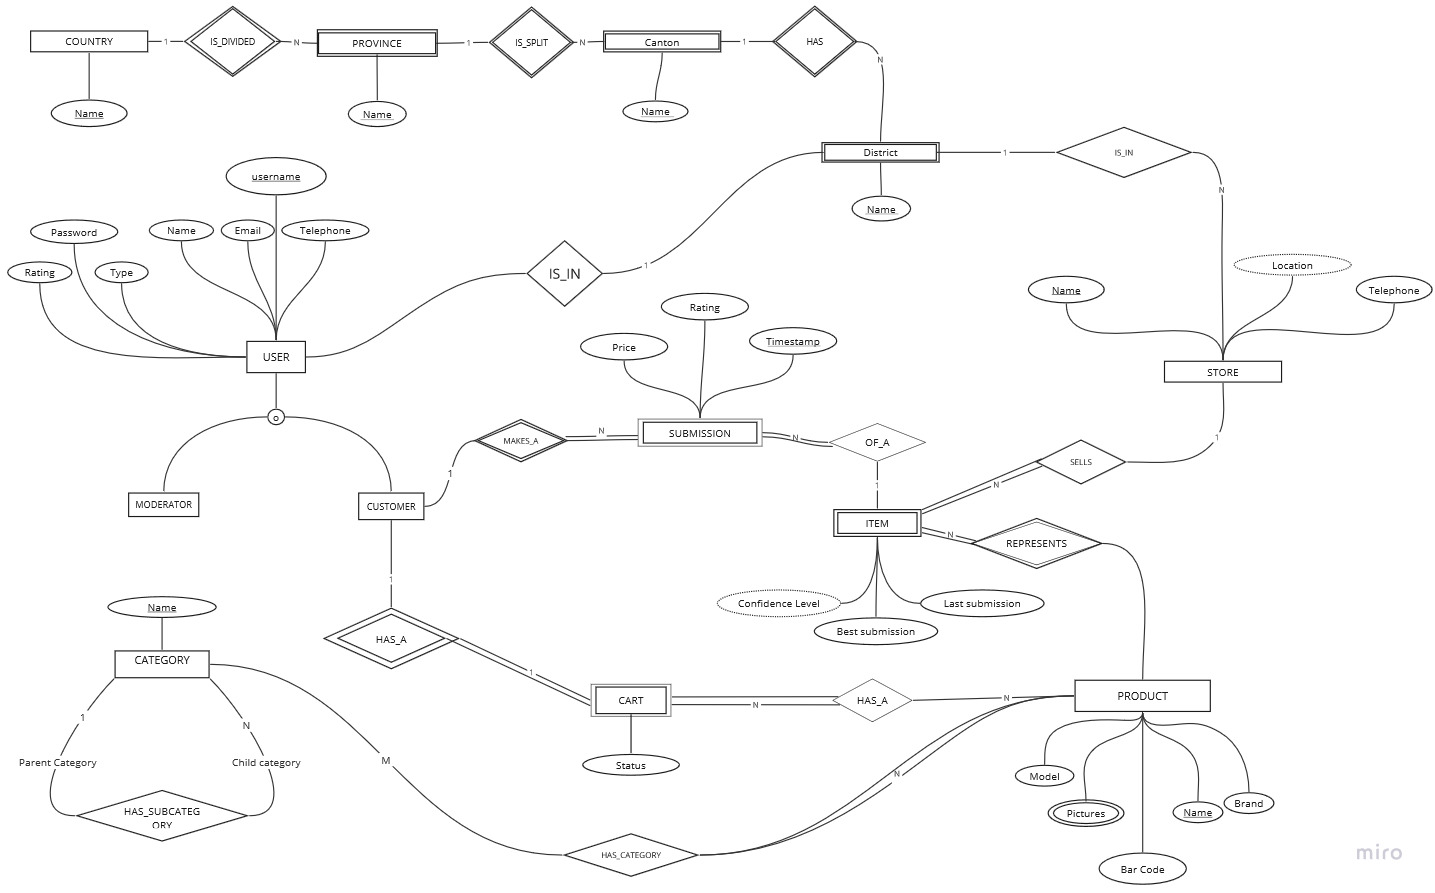 COUNTRY
1
IS_DIVIDED
N
PROVINCE
1
IS_SPLIT
N
Canton
1
HAS
N
Name
Name
Name
District
1
IS_IN
N
Name
username
Password
Name
Email
Telephone
Rating
Type
IS_IN
1
USER
o
MODERATOR
CUSTOMER
Location
Name
Telephone
STORE
1
SELLS
N
Rating
Price
Timestamp
SUBMISSION
N
MAKES_A
1
N
OF_A
1
ITEM
N
REPRESENTS
Confidence Level
Last submission
Best submission
1
HAS_A
1
CART
N
HAS_A
N
PRODUCT
Status
Name
CATEGORY
1
N
Parent Category
Child category
HAS_SUBCATEG
ORY
M
N
HAS_CATEGORY
Model
Pictures
Name
Brand
Bar Code
miro